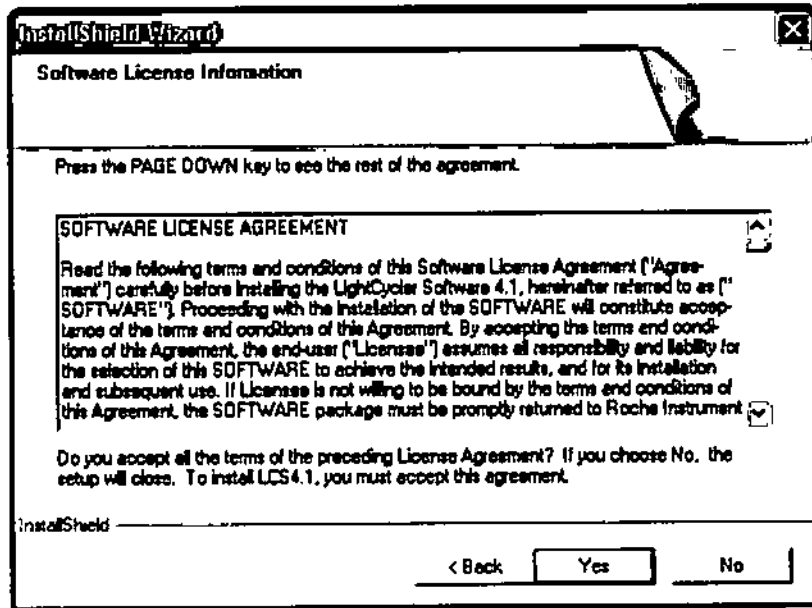 InstallShield Wizard
Software License Information
Press the PAGE DOWN key to see the rest of the agreement.
SOFTWARE LICENSE AGREEMENT
Read the following terms and conditions of this Software License Agreement ("Agree-
ment") carefully before installing the LightCycler Software 4.1, hereinafter referred to as ("
SOFTWARE"). Proceeding with the installation of the SOFTWARE will constitute accep-
tance of the terms and conditions of this Agreement. By accepting the terms and condi-
tions of this Agreement, the end-user ("Licensee") assumes all responsibility and liability for
the selection of this SOFTWARE to achieve the intended results, and for its installation
and subsequent use. If Licensee is not willing to be bound by the terms and conditions of
this Agreement, the SOFTWARE package must be promptly returned to Roche Instrument
Do you accept all the terms of the preceding License Agreement? If you choose No, the
setup will close. To install LCS4.1, you must accept this agreement.
InstallShield
< Back Yes No